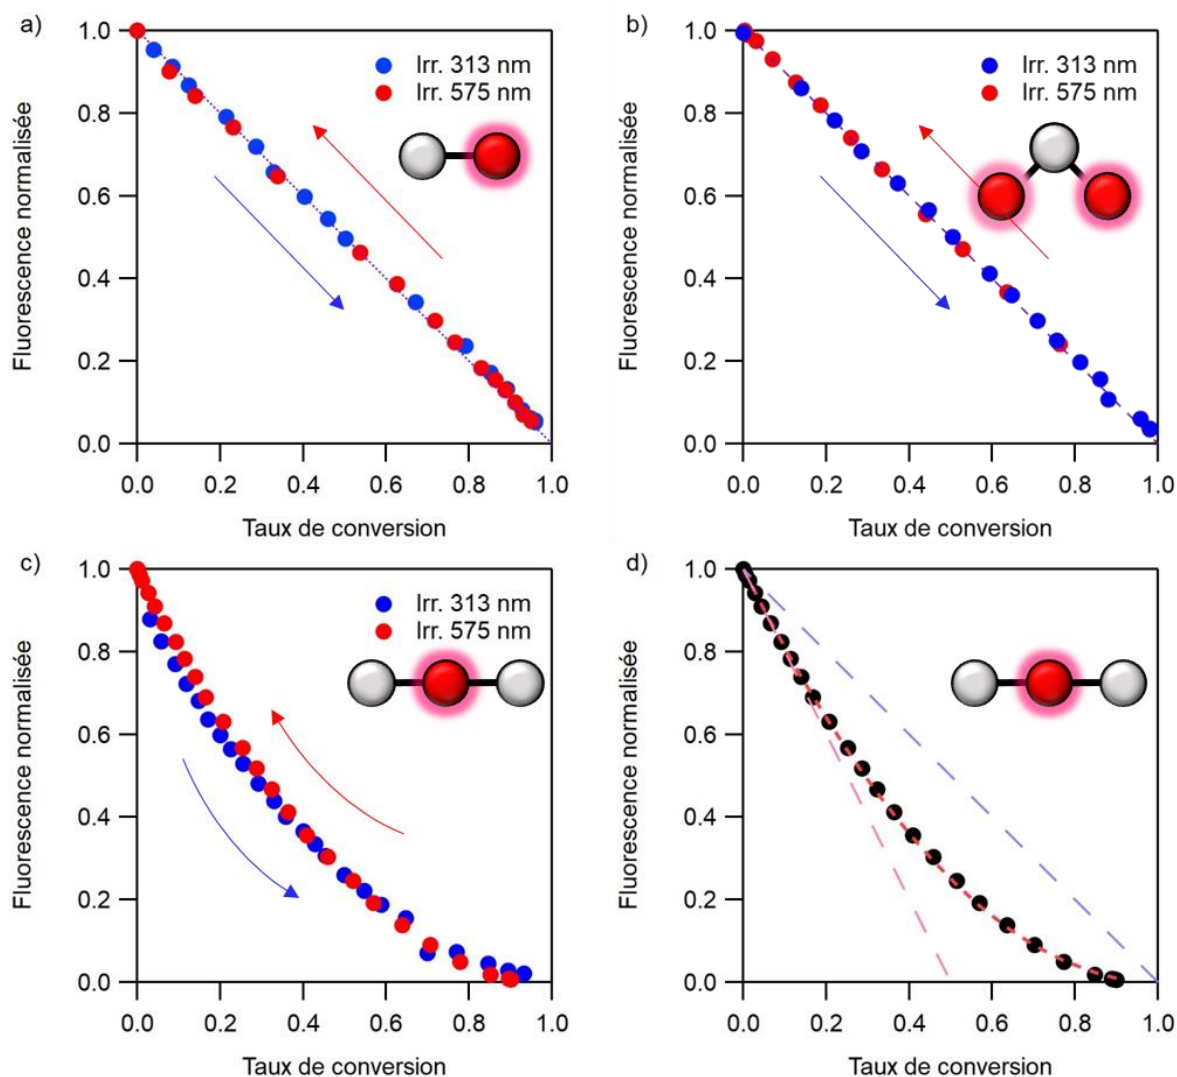 a)
1.0
0.8
0.6
0.4
0.2
0.0
Fluorescence normalisée
Irr. 313 nm
Irr. 575 nm
0.0 0.2 0.4 0.6 0.8 1.0
Taux de conversion
b)
1.0
0.8
0.6
0.4
0.2
0.0
Fluorescence normalisée
Irr. 313 nm
Irr. 575 nm
0.0 0.2 0.4 0.6 0.8 1.0
Taux de conversion
c)
1.0
0.8
0.6
0.4
0.2
0.0
Fluorescence normalisée
Irr. 313 nm
Irr. 575 nm
0.0 0.2 0.4 0.6 0.8 1.0
Taux de conversion
d)
1.0
0.8
0.6
0.4
0.2
0.0
Fluorescence normalisée
0.0 0.2 0.4 0.6 0.8 1.0
Taux de conversion